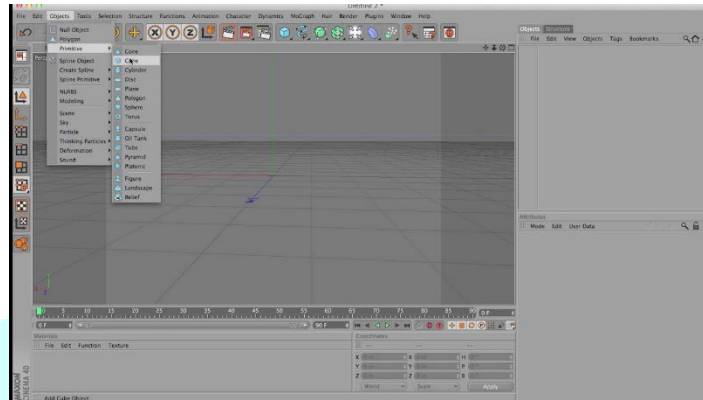 Untitled 2 *
File Edit Objects Tools Selection Structure Functions Animation Character Dynamics MoGraph Hair Render Plugins Window Help
Null Object
Polygon
Primitive
Spline Object
Create Spline
Spline Primitive
NURBS
Modeling
Scene
Sky
Particle
Thinking Particles
Deformation
Sound
Cone
Cube
Cylinder
Disc
Plane
Polygon
Sphere
Torus
Capsule
Oil Tank
Tube
Pyramid
Platonic
Figure
Landscape
Relief
X Y Z
Objects Structure
File Edit View Objects Tags Bookmarks
Attributes
Mode Edit User Data
0 5 10 15 20 25 30 35 40 45 50 55 60 65 70 75 80 85 90 0 F
0 F 90 F
Materials
File Edit Function Texture
Coordinates
X X H
Y Y P
Z Z B
World Scale Apply
MAXON
CINEMA 4D
Add Cube Object